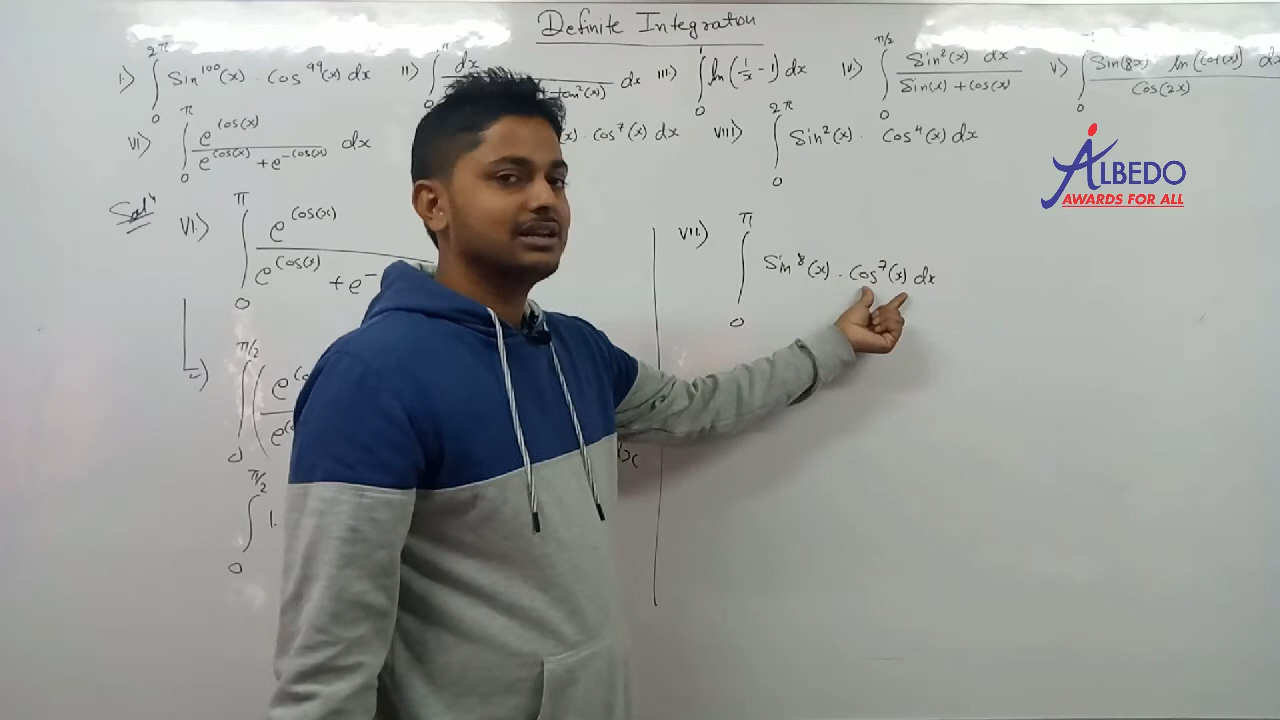 Definite Integration
I) ∫₀^{2π} Sin¹⁰⁰(x) · Cos⁹⁹(x) dx II) ∫₀^{π} dx tan²(x)) dx III) ∫₀^{1} ln(1/x - 1) dx IV) ∫₀^{π/2} Sin²(x) dx / Sin(x) + Cos(x) V) ∫₀ Sin(8x) ln(Cot(x)) dx / Cos(2x)
VI) ∫₀^{π} e^{Cos(x)} / e^{Cos(x)} + e^{-Cos(x)} dx (x) · Cos⁷(x) dx VIII) ∫₀^{2π} Sin²(x) · Cos⁴(x) dx
ALBEDO
AWARDS FOR ALL
Solⁿ
VI.) ∫₀^{π} e^{Cos(x)} / e^{Cos(x)} + e⁻
VII.) ∫₀^{π} Sin⁸(x) · Cos⁷(x) dx
∫₀^{π/2} ( e
∫₀^{π/2} 1.